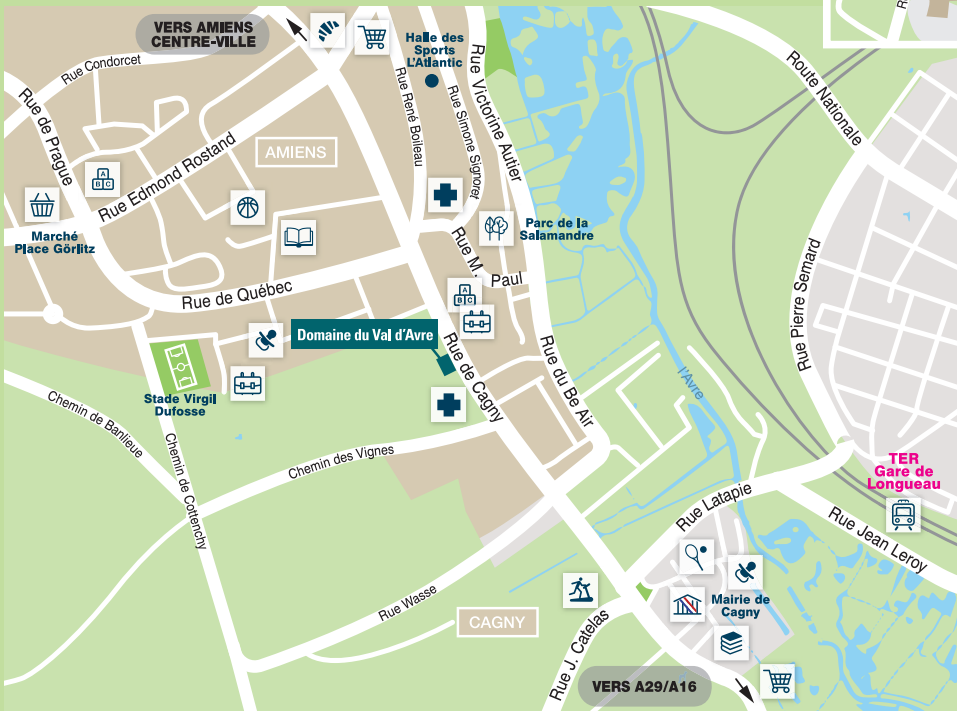 VERS AMIENS
CENTRE-VILLE
Halle des
Sports
L'Atlantic
Rue Condorcet
Rue de Prague
Rue Edmond Rostand
AMIENS
Rue René Boileau
Rue Simone Signoret
Rue Victorine Autier
Route Nationale
A
B C
Marché
Place Görlitz
Parc de la
Salamandre
Rue M. Paul
Rue de Québec
A
B C
Domaine du Val d'Avre
Rue de Cagny
Rue du Be Air
Rue Pierre Semard
l'Avre
Stade Virgil
Dufosse
Chemin de Banlieue
Chemin de Cottenchy
Chemin des Vignes
TER
Gare de
Longueau
Rue Latapie
Rue Jean Leroy
Rue Wasse
CAGNY
Rue J. Catelas
Mairie de
Cagny
VERS A29/A16